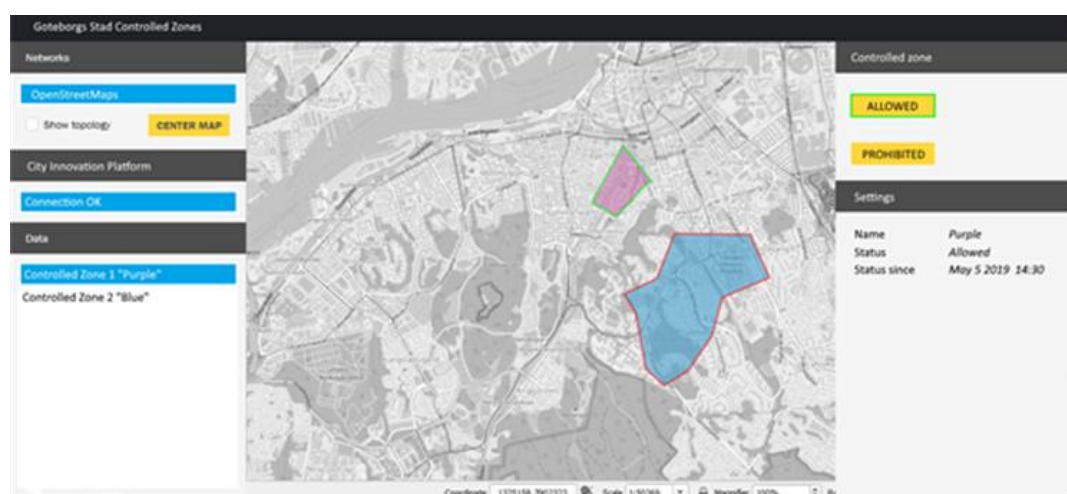 Goteborgs Stad Controlled Zones
Networks
OpenStreetMaps
Show topology
CENTER MAP
City Innovation Platform
Connection OK
Data
Controlled Zone 1 "Purple"
Controlled Zone 2 "Blue"
Controlled zone
ALLOWED
PROHIBITED
Settings
Name Purple
Status Allowed
Status since May 5 2019 14:30
Coordinate
Scale
Magnifier 100%